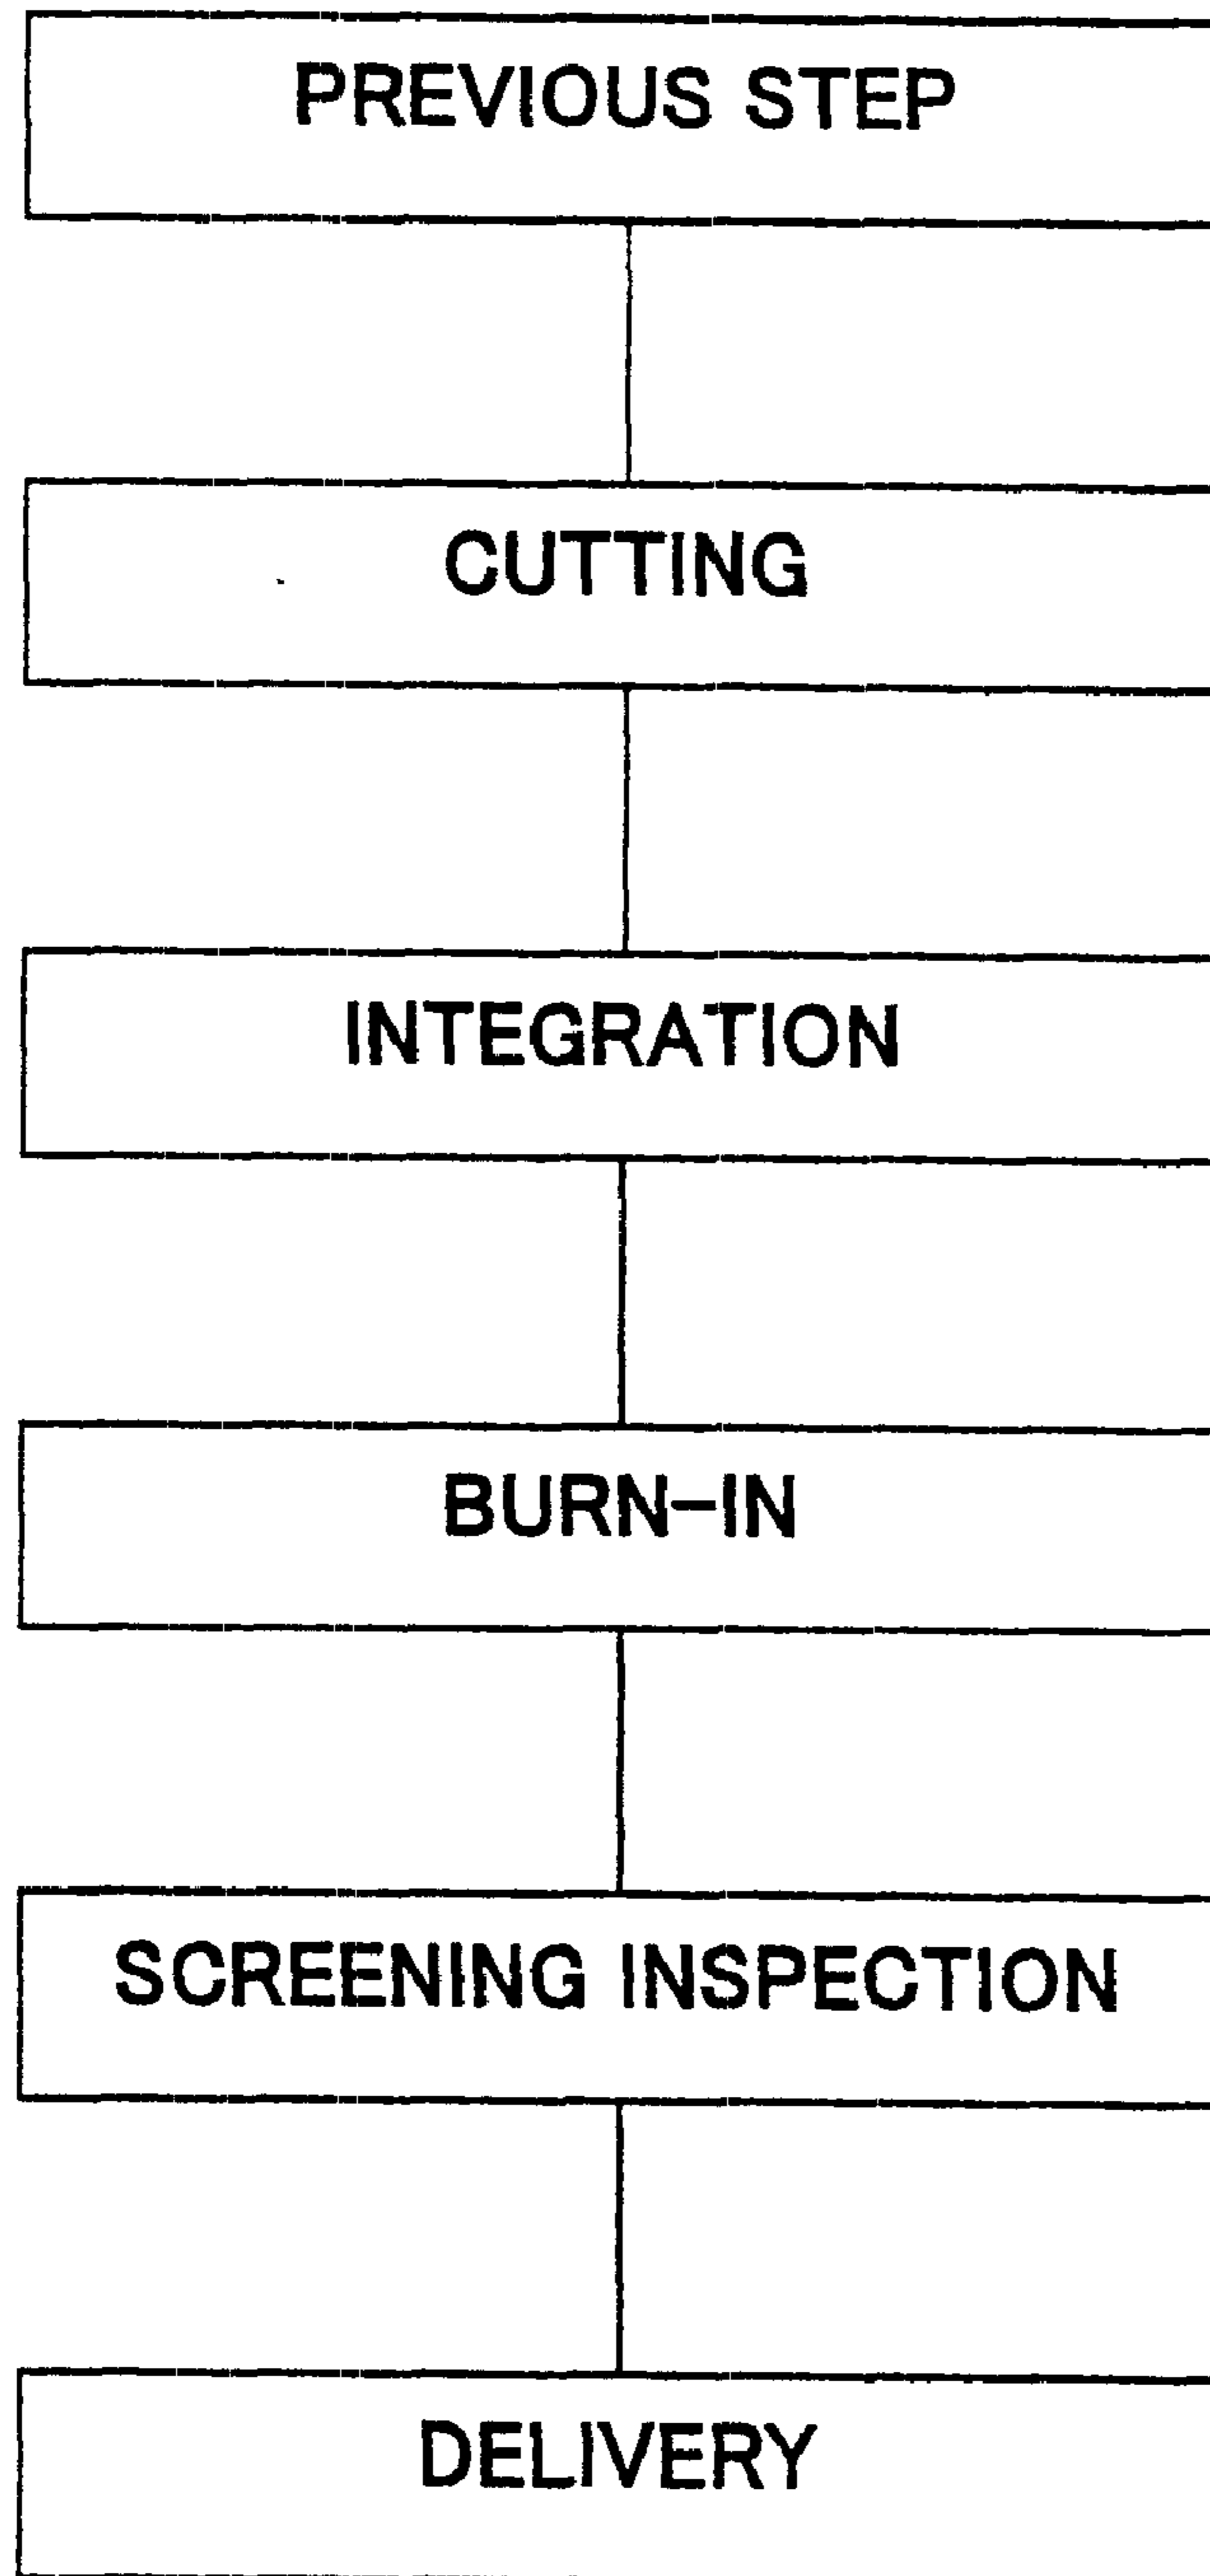 PREVIOUS STEP
CUTTING
INTEGRATION
BURN-IN
SCREENING INSPECTION
DELIVERY